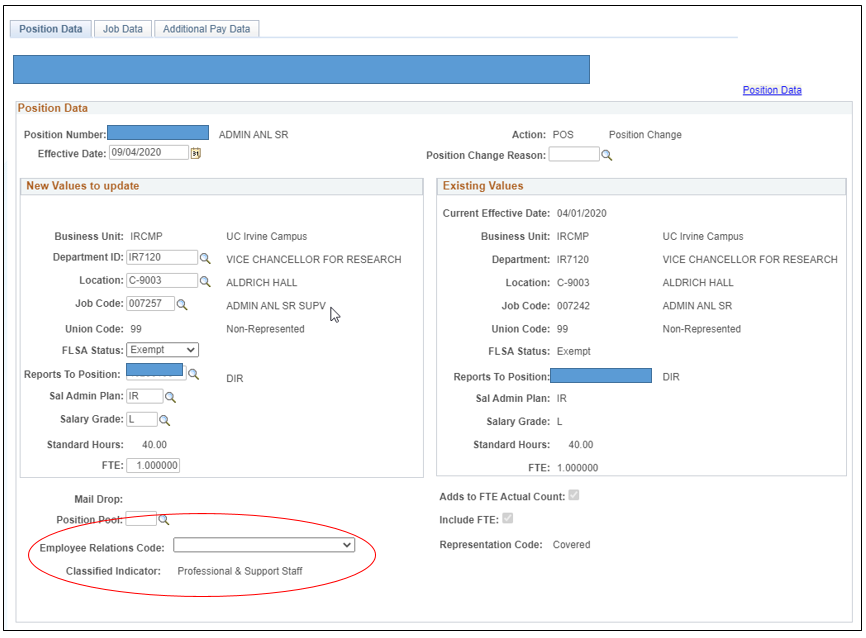 Position Data Job Data Additional Pay Data
Position Data
Position Data
Position Number: ADMIN ANL SR Action: POS Position Change
Effective Date: 09/04/2020 Position Change Reason:
New Values to update Existing Values
Current Effective Date: 04/01/2020
Business Unit: IRCMP UC Irvine Campus Business Unit: IRCMP UC Irvine Campus
Department ID: IR7120 VICE CHANCELLOR FOR RESEARCH Department: IR7120 VICE CHANCELLOR FOR RESEARCH
Location: C-9003 ALDRICH HALL Location: C-9003 ALDRICH HALL
Job Code: 007257 ADMIN ANL SR SUPV Job Code: 007242 ADMIN ANL SR
Union Code: 99 Non-Represented Union Code: 99 Non-Represented
FLSA Status: Exempt FLSA Status: Exempt
Reports To Position: DIR Reports To Position: DIR
Sal Admin Plan: IR Sal Admin Plan: IR
Salary Grade: L Salary Grade: L
Standard Hours: 40.00 Standard Hours: 40.00
FTE: 1.000000 FTE: 1.000000
Mail Drop: Adds to FTE Actual Count:
Position Pool: Include FTE:
Employee Relations Code: Representation Code: Covered
Classified Indicator: Professional & Support Staff